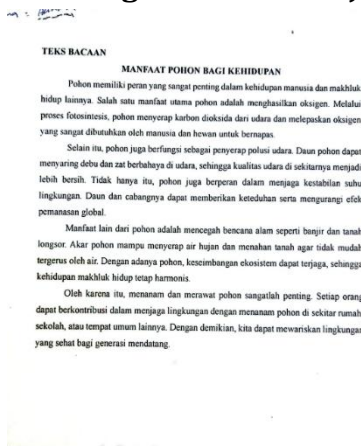 TEKS BACAAN
MANFAAT POHON BAGI KEHIDUPAN
Pohon memiliki peran yang sangat penting dalam kehidupan manusia dan makhluk
hidup lainnya. Salah satu manfaat utama pohon adalah menghasilkan oksigen. Melalui
proses fotosintesis, pohon menyerap karbon dioksida dari udara dan melepaskan oksigen
yang sangat dibutuhkan oleh manusia dan hewan untuk bernapas.
Selain itu, pohon juga berfungsi sebagai penyerap polusi udara. Daun pohon dapat
menyaring debu dan zat berbahaya di udara, sehingga kualitas udara di sekitarnya menjadi
lebih bersih. Tidak hanya itu, pohon juga berperan dalam menjaga kestabilan suhu
lingkungan. Daun dan cabangnya dapat memberikan keteduhan serta mengurangi efek
pemanasan global.
Manfaat lain dari pohon adalah mencegah bencana alam seperti banjir dan tanah
longsor. Akar pohon mampu menyerap air hujan dan menahan tanah agar tidak mudah
tergerus oleh air. Dengan adanya pohon, keseimbangan ekosistem dapat terjaga, sehingga
kehidupan makhluk hidup tetap harmonis.
Oleh karena itu, menanam dan merawat pohon sangatlah penting. Setiap orang
dapat berkontribusi dalam menjaga lingkungan dengan menanam pohon di sekitar rumah
sekolah, atau tempat umum lainnya. Dengan demikian, kita dapat mewariskan lingkungan
yang sehat bagi generasi mendatang.